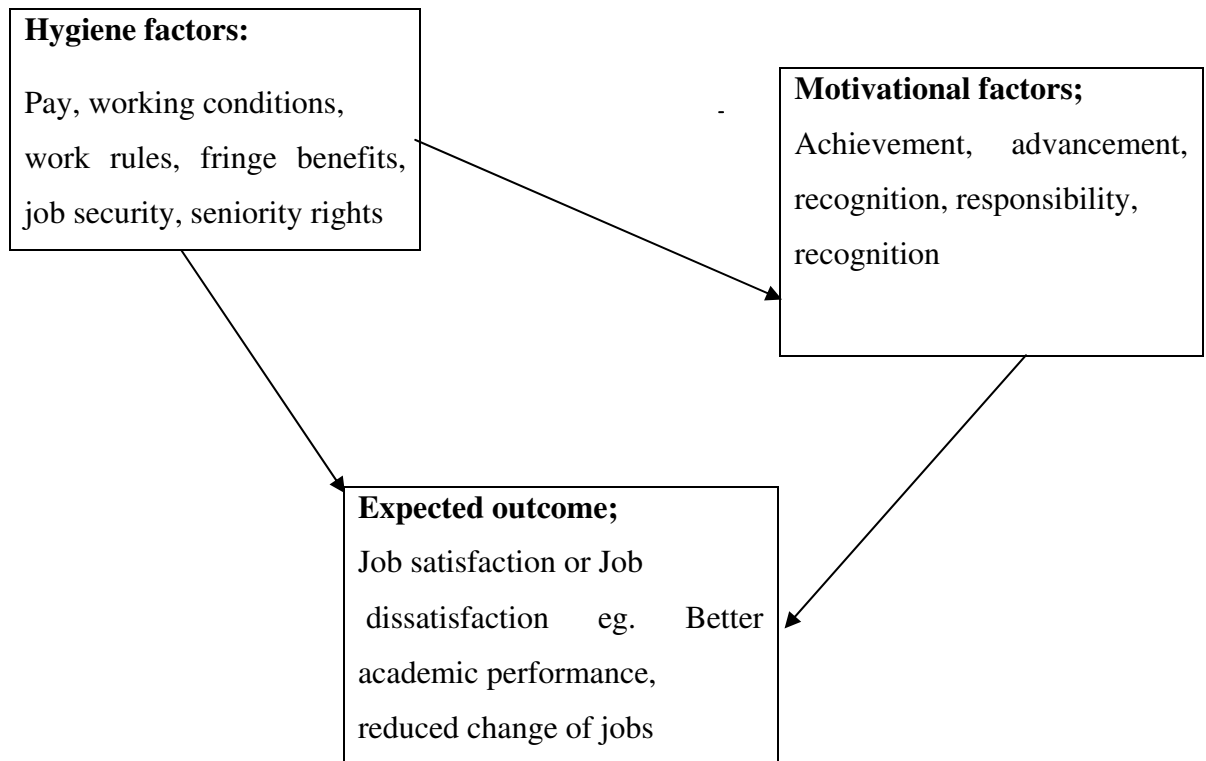 Hygiene factors:
Pay, working conditions,
work rules, fringe benefits,
job security, seniority rights
-
Motivational factors;
Achievement, advancement,
recognition, responsibility,
recognition
Expected outcome;
Job satisfaction or Job
dissatisfaction eg. Better
academic performance,
reduced change of jobs